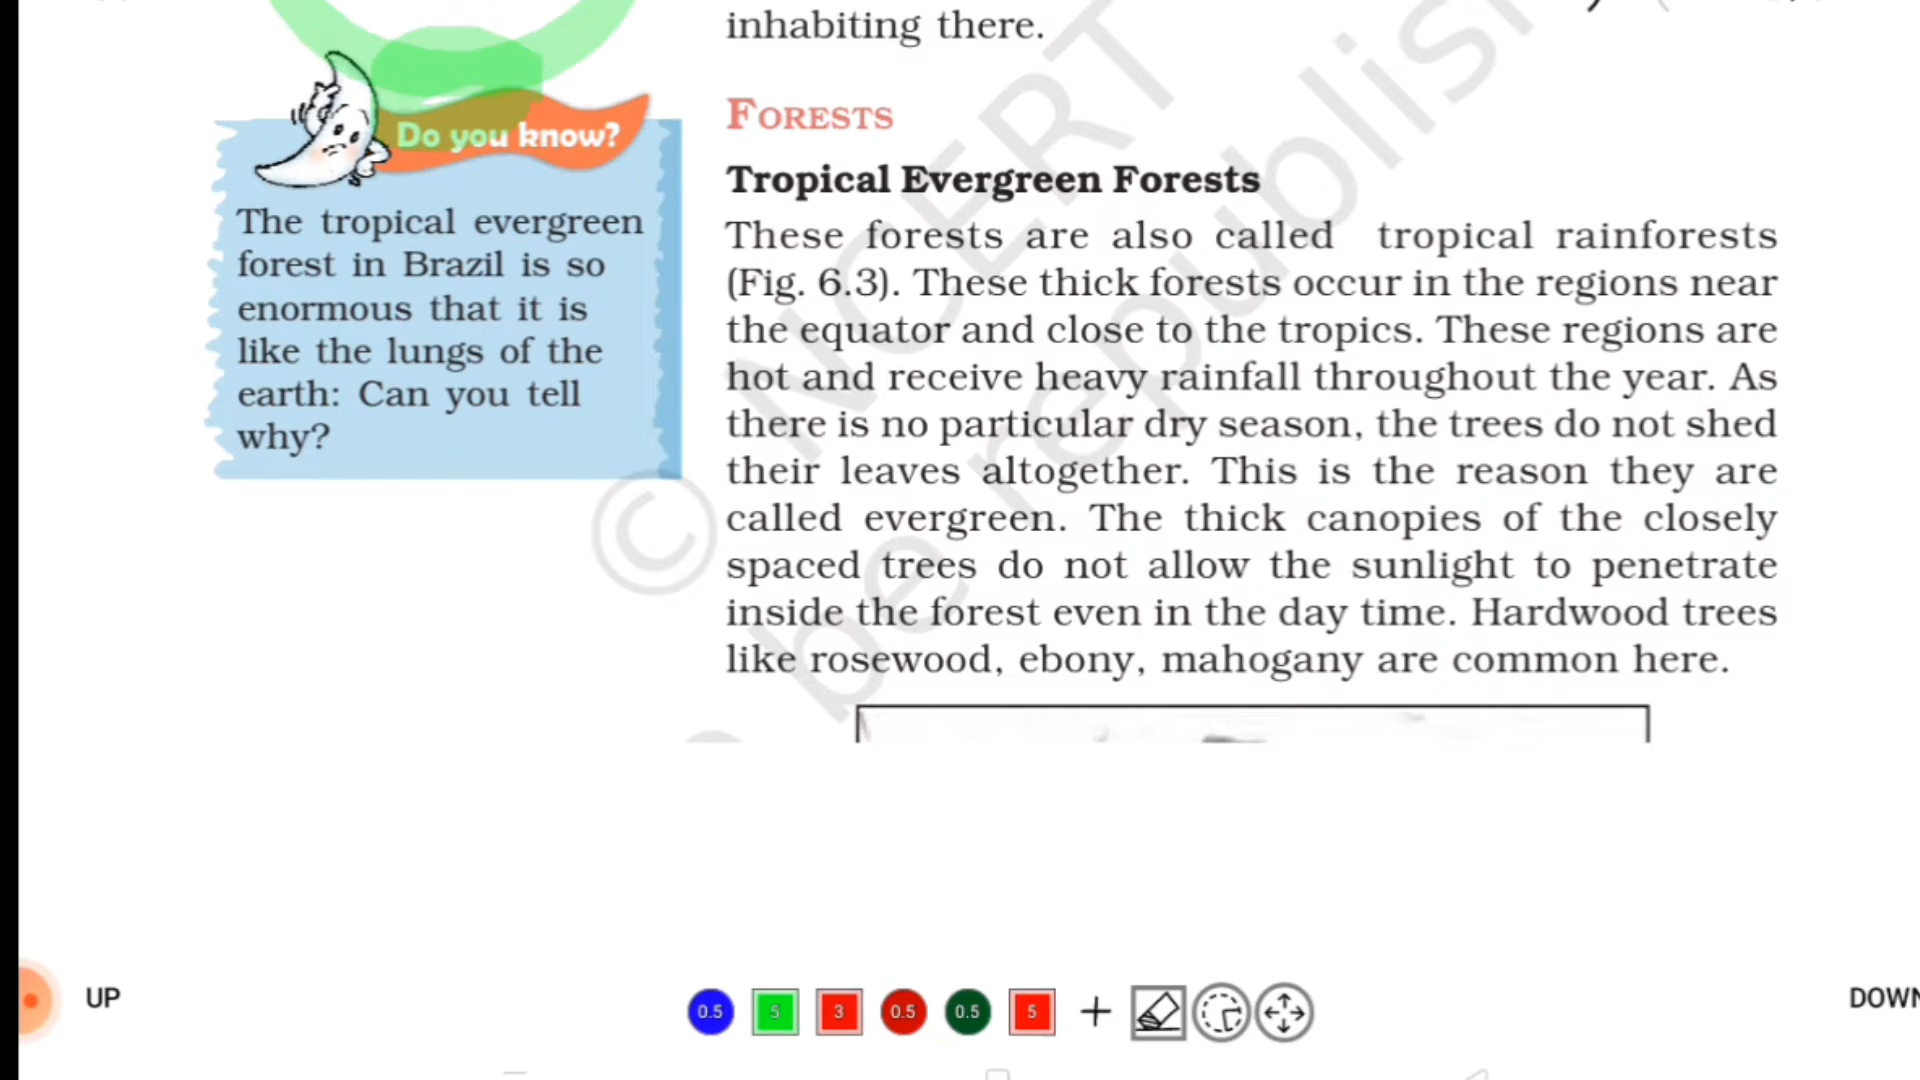 inhabiting there.
Do you know?
The tropical evergreen
forest in Brazil is so
enormous that it is
like the lungs of the
earth: Can you tell
why?
FORESTS
Tropical Evergreen Forests
These forests are also called tropical rainforests
(Fig. 6.3). These thick forests occur in the regions near
the equator and close to the tropics. These regions are
hot and receive heavy rainfall throughout the year. As
there is no particular dry season, the trees do not shed
their leaves altogether. This is the reason they are
called evergreen. The thick canopies of the closely
spaced trees do not allow the sunlight to penetrate
inside the forest even in the day time. Hardwood trees
like rosewood, ebony, mahogany are common here.
© NCERT
be republish
UP
0.5 5 3 0.5 0.5 5 +
DOWN